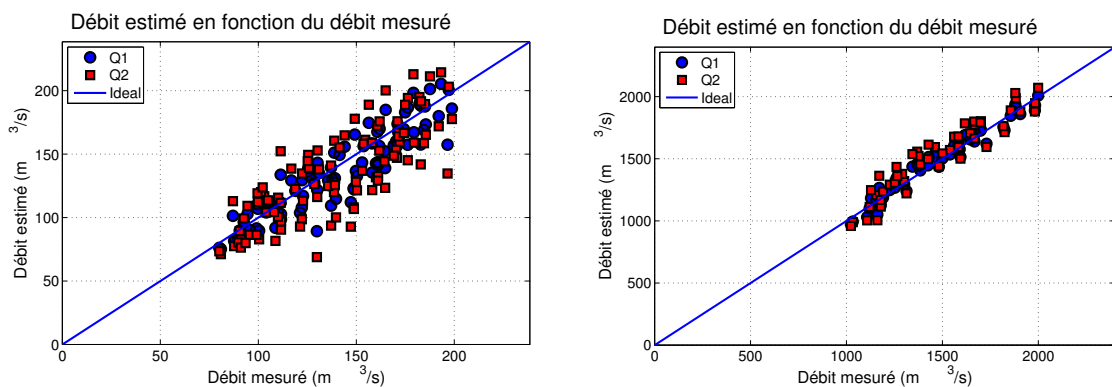 Débit estimé en fonction du débit mesuré
Q1
Q2
Ideal
Débit estimé (m 3/s)
200
150
100
50
0
0
50
100
150
200
Débit mesuré (m 3/s)
Débit estimé en fonction du débit mesuré
Q1
Q2
Ideal
Débit estimé (m 3/s)
2000
1500
1000
500
0
0
500
1000
1500
2000
Débit mesuré (m 3/s)